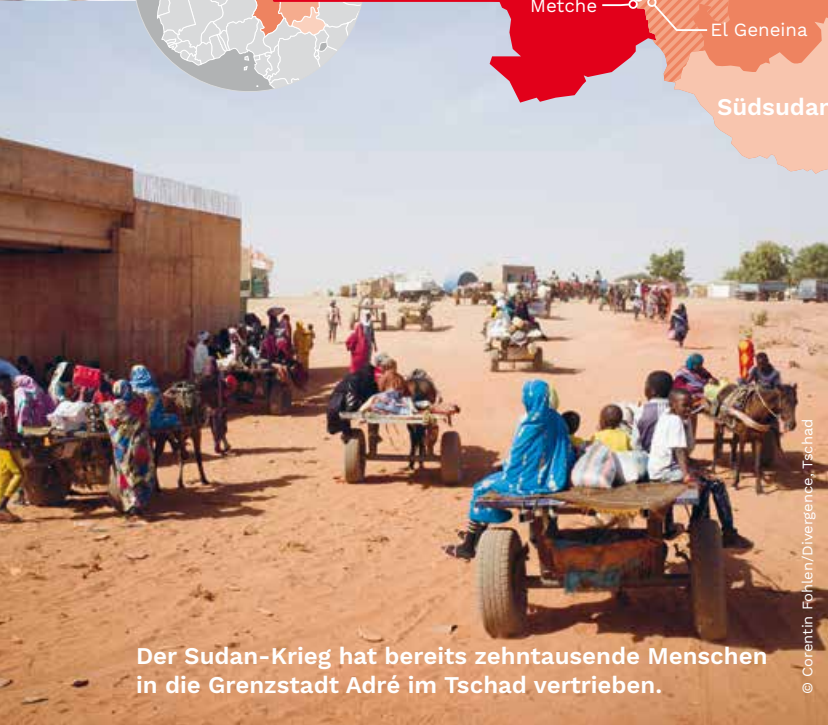 Metche
El Geneina
Südsudan
© Corentin Fohlen/Divergence, Tschad
Der Sudan-Krieg hat bereits zehntausende Menschen
in die Grenzstadt Adré im Tschad vertrieben.